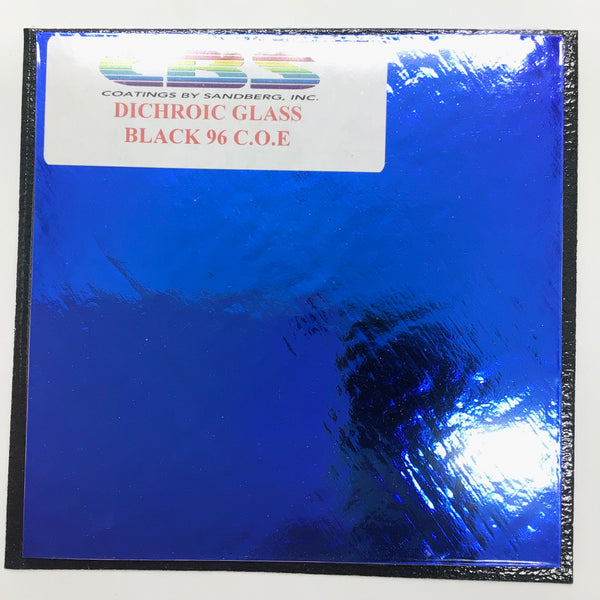 CBS
COATINGS BY SANDBERG, INC.
DICHROIC GLASS
BLACK 96 C.O.E